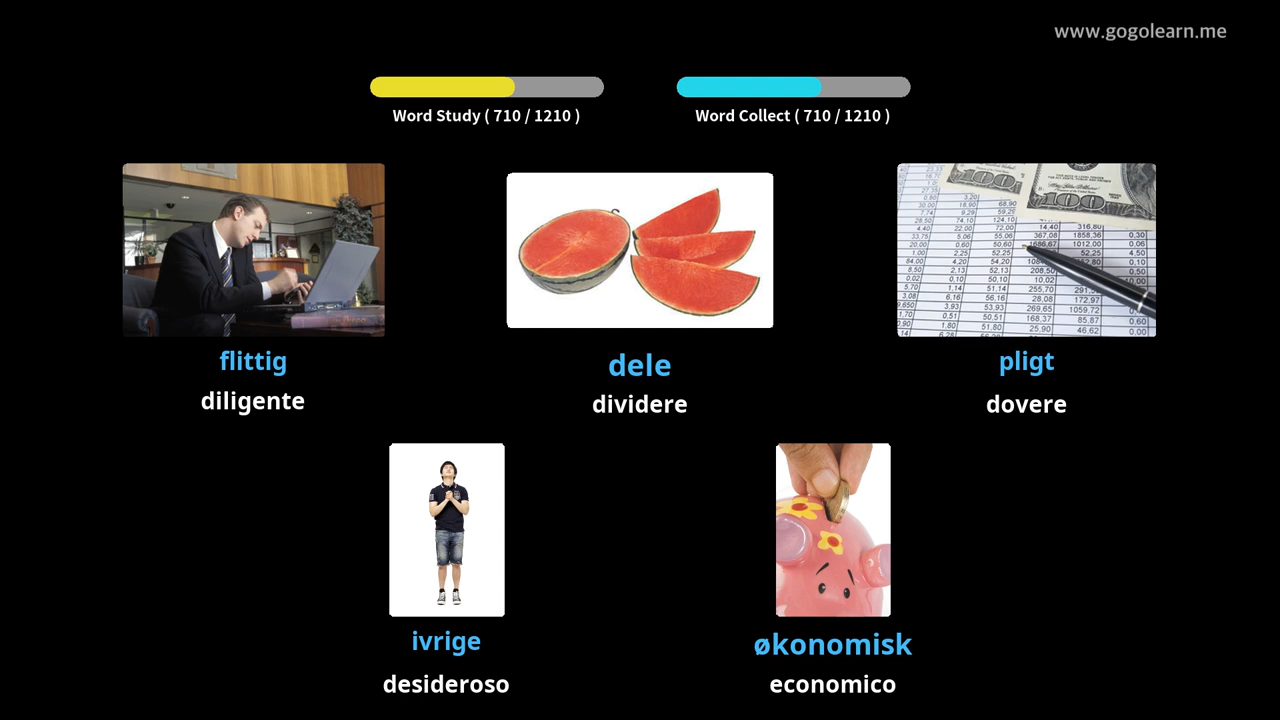 www.gogolearn.me
Word Study ( 710 / 1210 )
Word Collect ( 710 / 1210 )
flittig
diligente
dele
dividere
pligt
dovere
ivrige
desideroso
økonomisk
economico